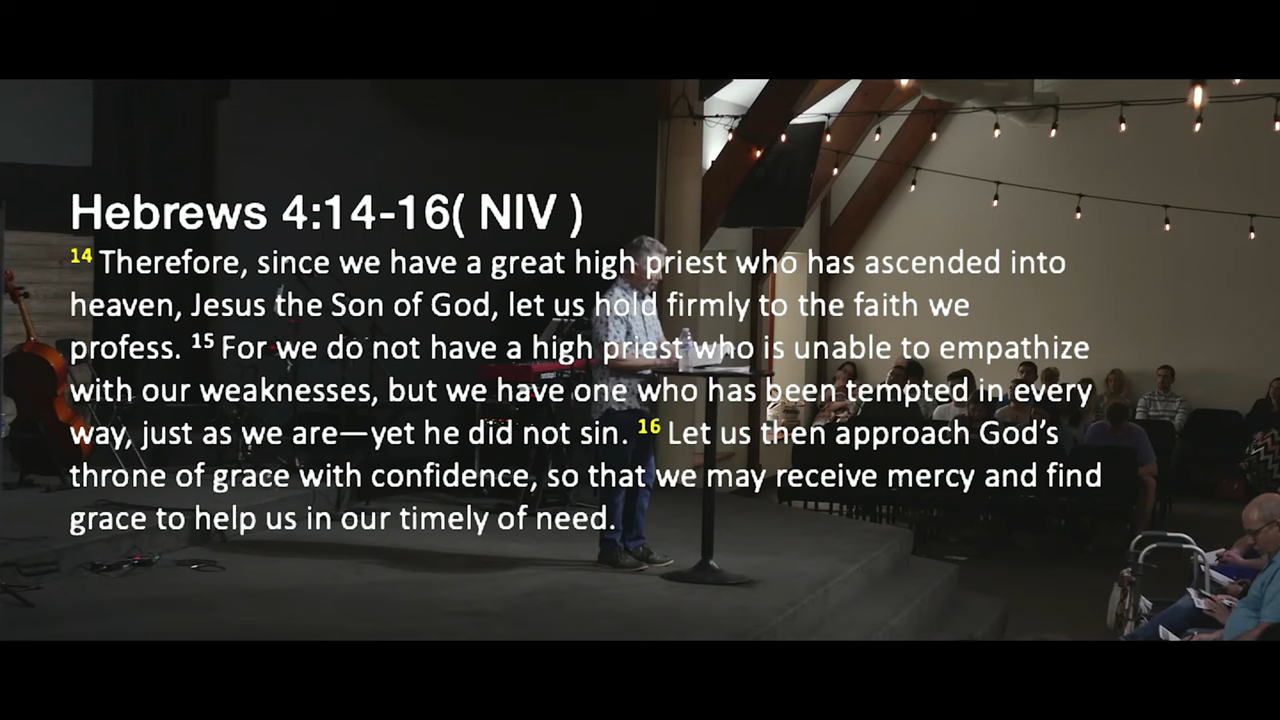 Hebrews 4:14-16( NIV )
14 Therefore, since we have a great high priest who has ascended into
heaven, Jesus the Son of God, let us hold firmly to the faith we
profess. 15 For we do not have a high priest who is unable to empathize
with our weaknesses, but we have one who has been tempted in every
way, just as we are—yet he did not sin. 16 Let us then approach God’s
throne of grace with confidence, so that we may receive mercy and find
grace to help us in our timely of need.